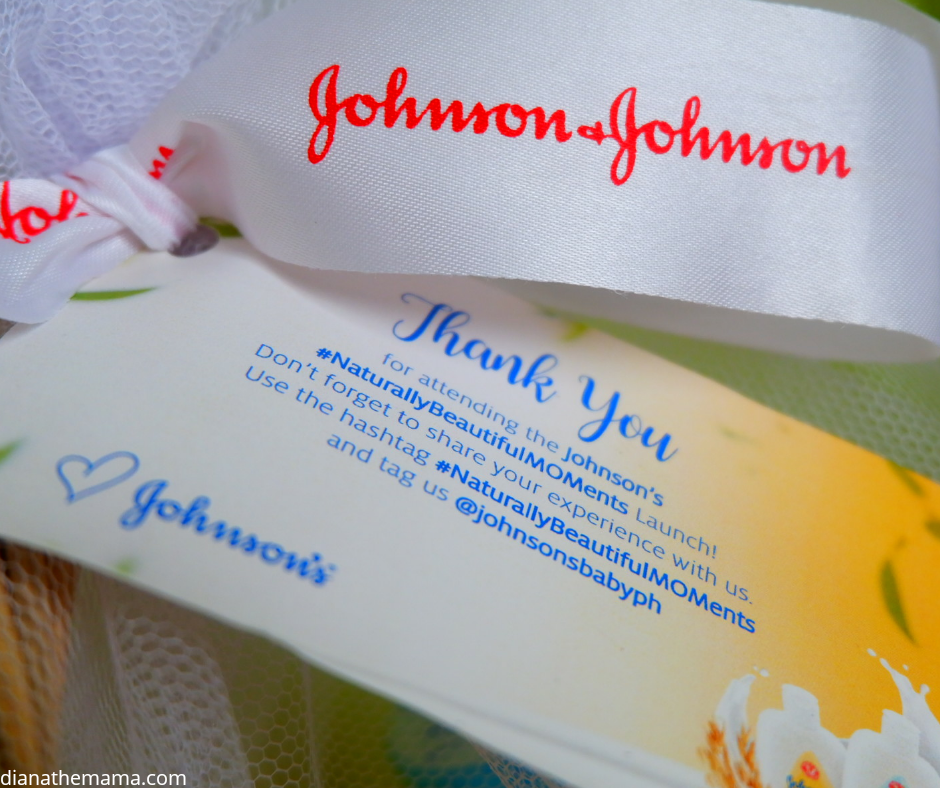 Johnson & Johnson
Thank You
for attending the Johnson's
#NaturallyBeautifulMOMents Launch!
Don't forget to share your experience with us.
Use the hashtag #NaturallyBeautifulMOMents
and tag us @johnsonsbabyph
Johnson's
dianathemama.com